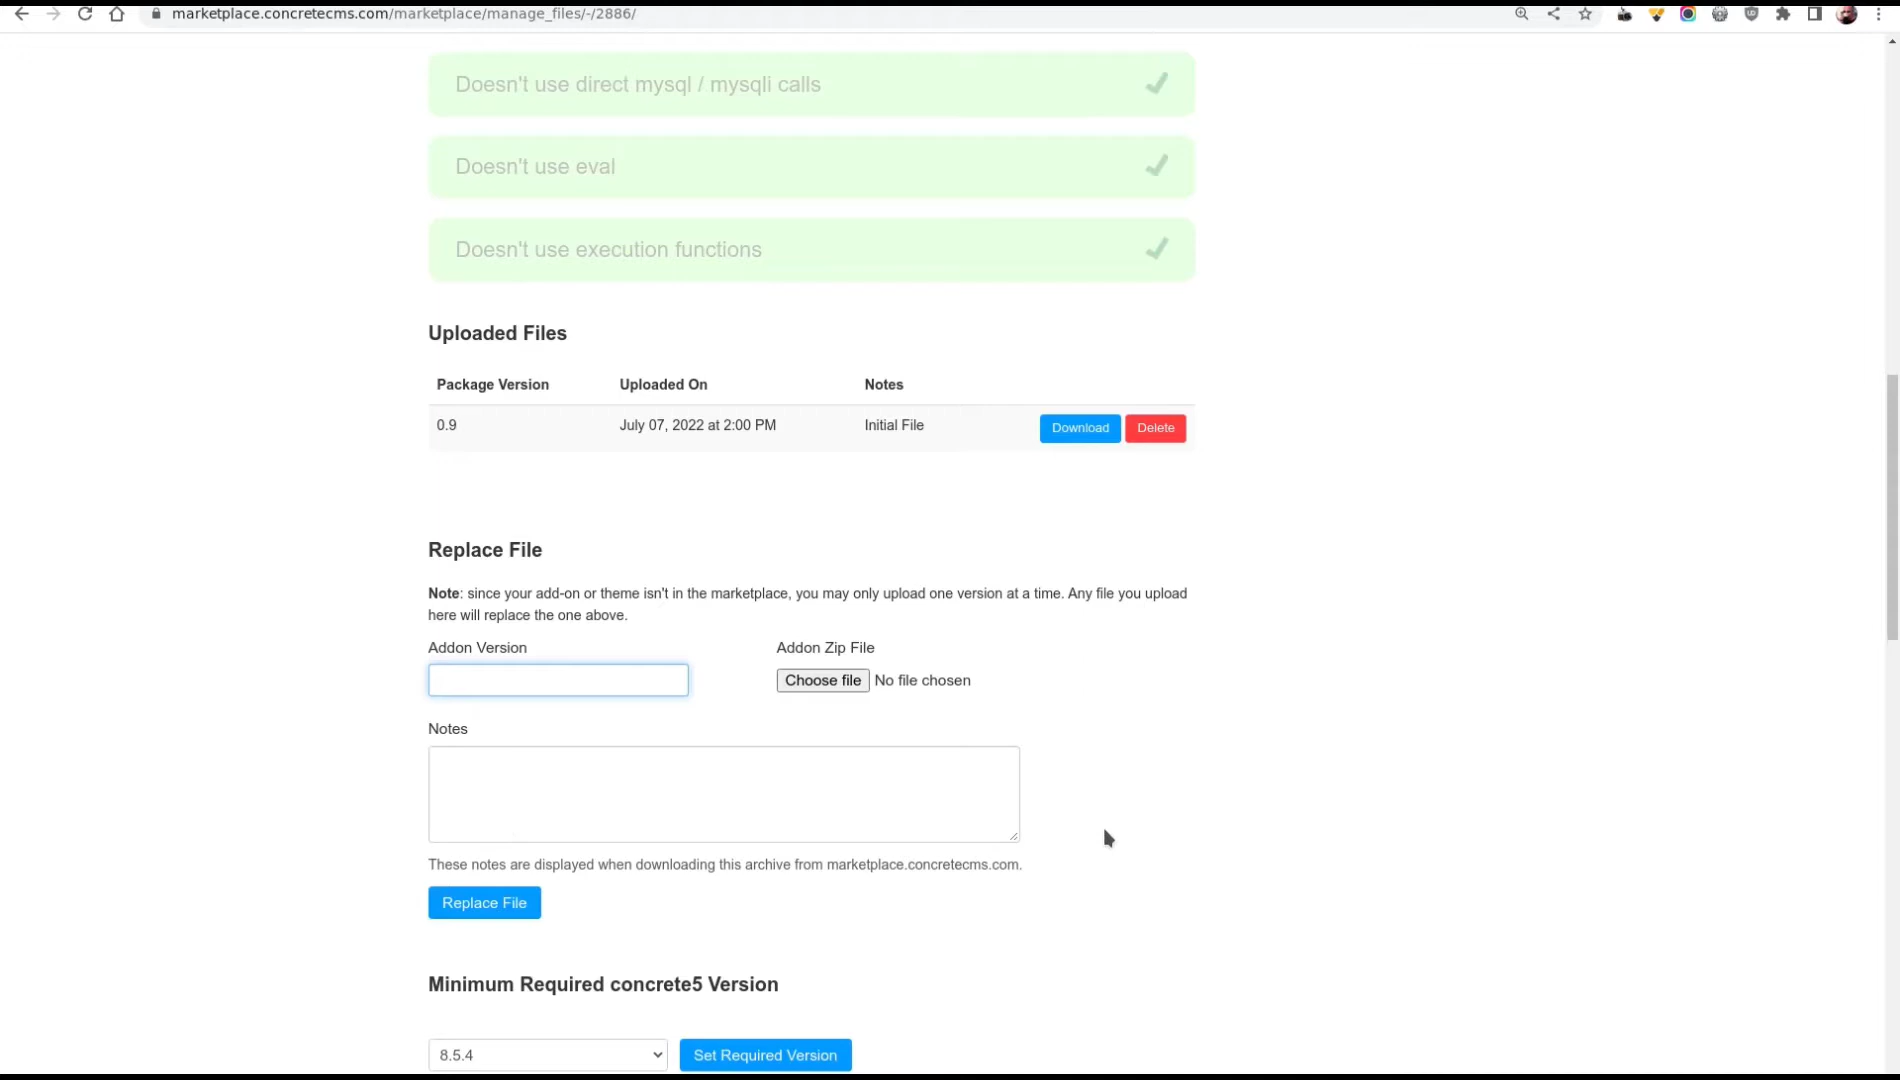 marketplace.concretecms.com/marketplace/manage_files/-/2886/
Doesn't use direct mysql / mysqli calls
Doesn't use eval
Doesn't use execution functions
Uploaded Files
Package Version Uploaded On Notes
0.9 July 07, 2022 at 2:00 PM Initial File Download Delete
Replace File
Note: since your add-on or theme isn't in the marketplace, you may only upload one version at a time. Any file you upload
here will replace the one above.
Addon Version Addon Zip File
Choose file No file chosen
Notes
These notes are displayed when downloading this archive from marketplace.concretecms.com.
Replace File
Minimum Required concrete5 Version
8.5.4 Set Required Version